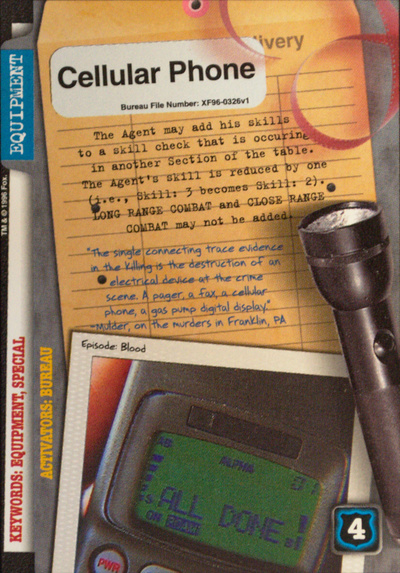 livery
Cellular Phone
Bureau File Number: XF96-0326v1
The Agent may add his skills
to a skill check that is occuring
in another Section of the table.
The Agent's skill is reduced by one
(i.e., Skill: 3 becomes Skill: 2).
LONG RANGE COMBAT and CLOSE RANGE
COMBAT may not be added.
"The single connecting trace evidence
in the killing is the destruction of an
electrical device at the crime
scene. A pager, a fax, a cellular
phone, a gas pump digital display."
-Mulder, on the murders in Franklin, PA
Episode: Blood
EQUIPMENT
TM & © 1996 Fox.
KEYWORDS: EQUIPMENT, SPECIAL
ACTIVATORS: BUREAU
ALPHA
01
ALL DONE!
ON
PWR
4